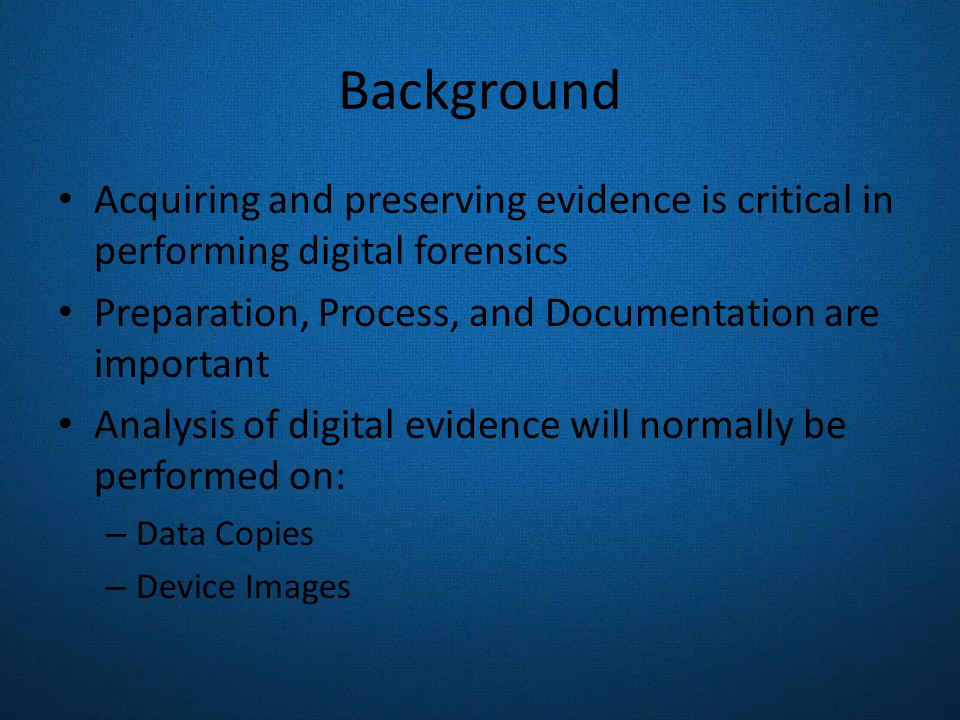 Background
• Acquiring and preserving evidence is critical in
performing digital forensics
• Preparation, Process, and Documentation are
important
• Analysis of digital evidence will normally be
performed on:
– Data Copies
– Device Images